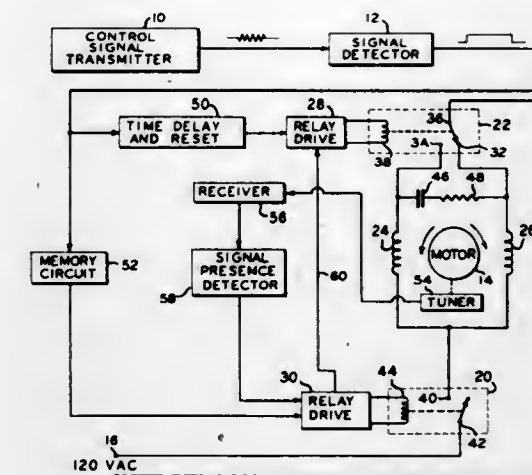 10
CONTROL
SIGNAL
TRANSMITTER
12
SIGNAL
DETECTOR
50
TIME DELAY
AND RESET
28
RELAY
DRIVE
36
3A
38
22
32
46
48
RECEIVER
56
24
26
MOTOR
54
14
TUNER
MEMORY
CIRCUIT
52
SIGNAL
PRESENCE
DETECTOR
58
60
30
RELAY
DRIVE
44
40
20
42
16
120 VAC